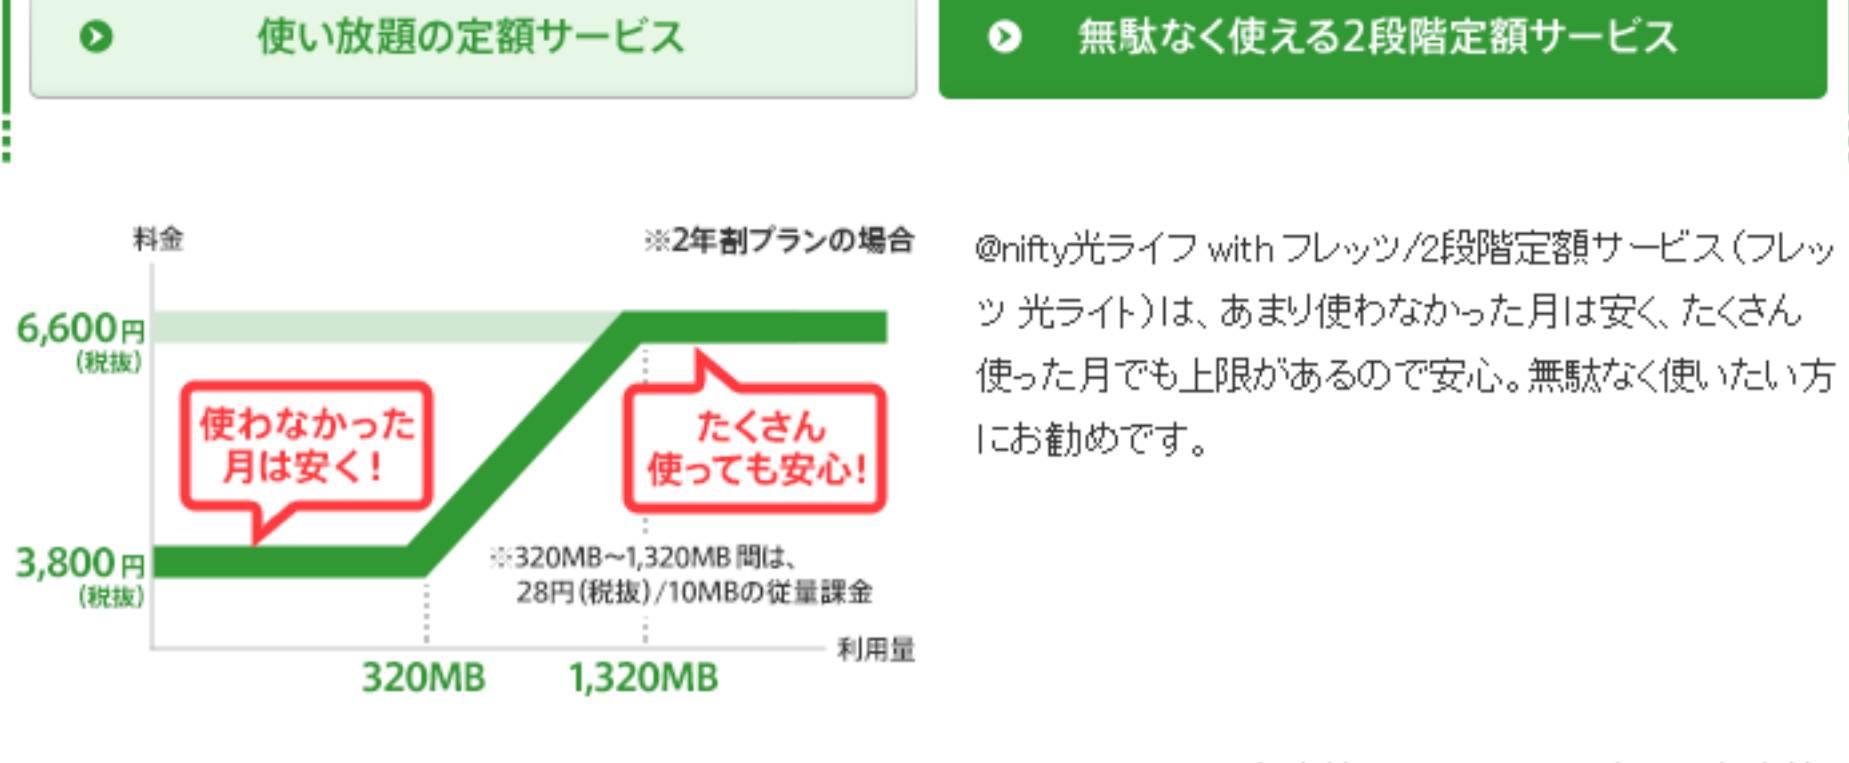 使い放題の定額サービス
無駄なく使える2段階定額サービス
料金
※2年割プランの場合
6,600円
(税抜)
使わなかった
月は安く!
たくさん
使っても安心!
3,800円
(税抜)
※320MB~1,320MB間は、
28円(税抜)/10MBの従量課金
利用量
320MB
1,320MB
@nifty光ライフ with フレッツ/2段階定額サービス(フレッ
ツ 光ライト)は、あまり使わなかった月は安く、たくさん
使った月でも上限があるので安心。無駄なく使いたい方
にお勧めです。